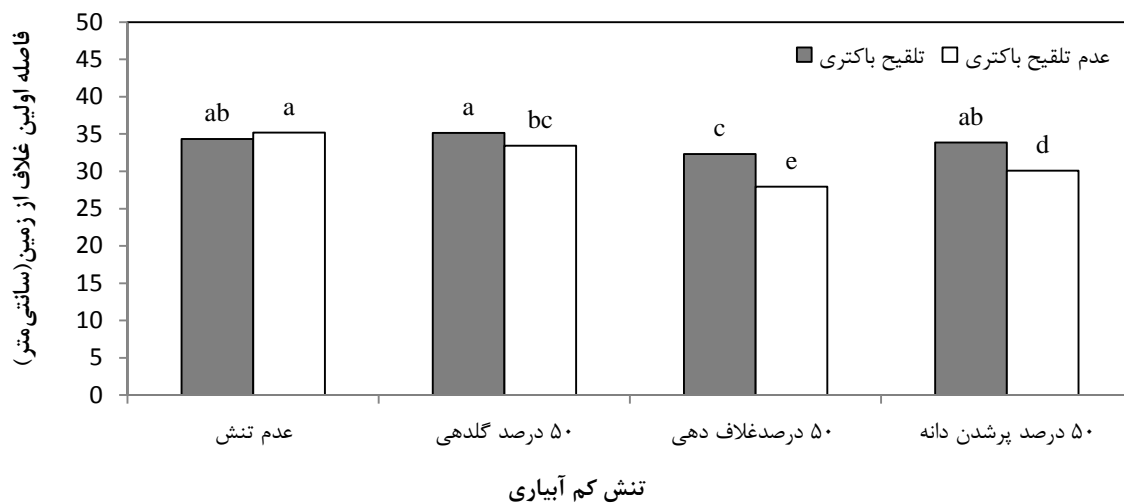 فاصله اولین غلاف از زمین(سانتی‌متر)
50
45
40
35
30
25
20
15
10
5
0
تلقیح باکتری
عدم تلقیح باکتری
ab
a
a
bc
c
e
ab
d
عدم تنش
۵۰ درصد گلدهی
۵۰ درصدغلاف دهی
۵۰ درصد پرشدن دانه
تنش کم آبیاری